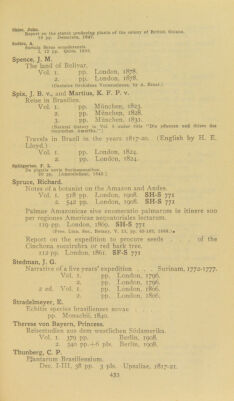 Shier, John.
Report on the starch producing plants of the colony of British Guiana.
19 pp. Demerara, 1847.
Sodiro, A.
2, 12 pp. Quito, 1889.
Spence, J. M.
The land of Bolivar.
Vol. 1. pp. London, 1878.
2. pp. London, 1878.
(Contains Orchideae Venezuelanae, by A. Ernst.)
Spix, J. B. v., and Martius, K. F. P. v.
Reise in Brasilien.
Vol. 1. pp. München, 1823.
2. pp. München, 1828.
3. pp. München, 1831.
(Natural history in Vol. 3 under title "Die pflanzen und thiere des tropischen Amerika.")
Travels in Brazil in the years 1817-20. (English by H. E.
Lloyd.)
Vol. 1. pp. London, 1824.
2. pp. London, 1824.
Splitgerber, F. L.
De plantis novis Surinamensibus.
Spruce, Richard.
Notes of a botanist on the Amazon and Andes.
Vol. 1. 518 pp. London, 1908. SH-S 771
2. 542 pp. London, 1908. SH-S 771
Palmae Amazonicae sive enumeratio palmarum in itinere suo
per regiones Americae aequatoriales lectarum.
119 pp. London, 1869. SH-S 771
(Proc. Linn. Soc., Botany, V. 11, pp. 65-183, 1869.)
Report on the expedition to procure seeds of the
Cinchona succirubra or red bark tree.
112 pp. London, 1861. SF-S 771
Stedman, J. G.
Narrative of a five years' expedition . . . Surinam, 1772-1777.
Vol. 1. pp. London, 1796.
2. pp. London, 1796.
2 ed. Vol. 1. pp. London, 1806.
2. pp. London, 1806.
Stradelmeyer, E.
Echitis species brasilienses novae
pp. Monachii, 1840.
Therese von Bayern, Princess.
Reisestudien aus dem westlichen Südamerika.
Vol. 1. 379 pp. Berlin, 1908.
2. 340 pp.+6 pls. Berlin, 1908.
Thunberg, C. P.
Plantarum Brasiliensium.
Dec. I-III, 38 pp. 3 pls. Upsaliae, 1817-21.
433